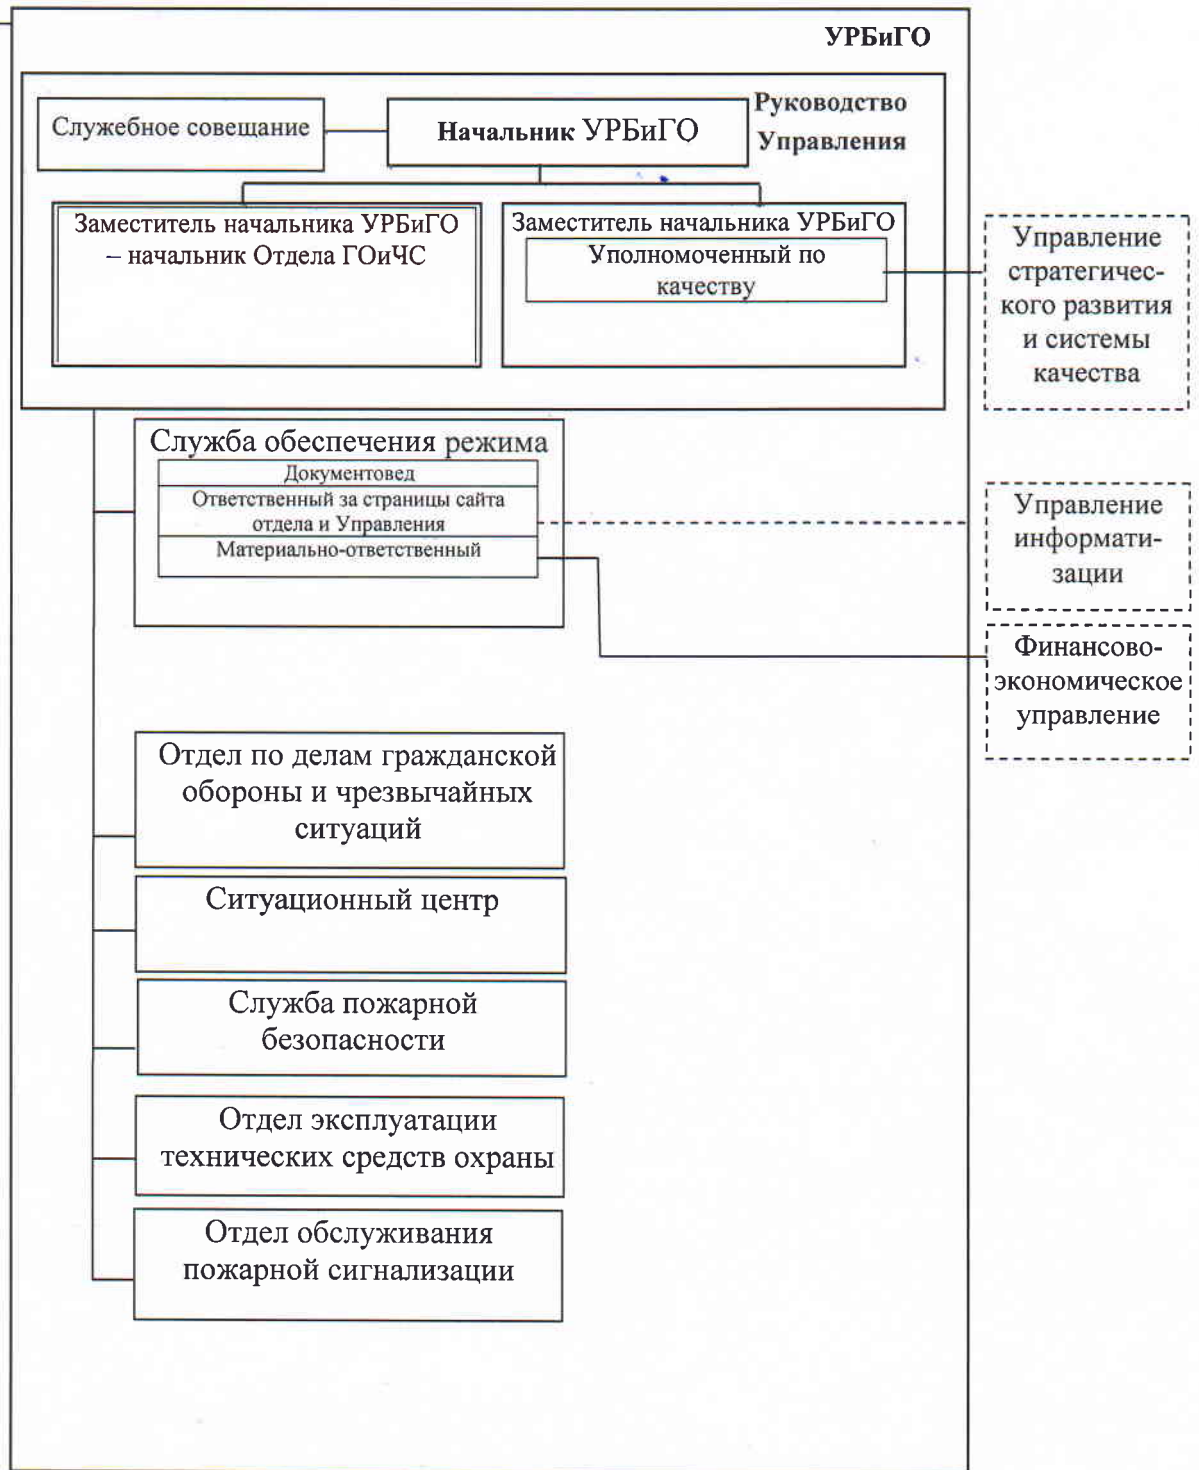 УРБиГО
Руководство
Управления
Служебное совещание
Начальник УРБиГО
Заместитель начальника УРБиГО
– начальник Отдела ГОиЧС
Заместитель начальника УРБиГО
Уполномоченный по
качеству
Управление
стратегичес-
кого развития
и системы
качества
Служба обеспечения режима
Документовед
Ответственный за страницы сайта
отдела и Управления
Материально-ответственный
Управление
информати-
зации
Финансово-
экономическое
управление
Отдел по делам гражданской
обороны и чрезвычайных
ситуаций
Ситуационный центр
Служба пожарной
безопасности
Отдел эксплуатации
технических средств охраны
Отдел обслуживания
пожарной сигнализации